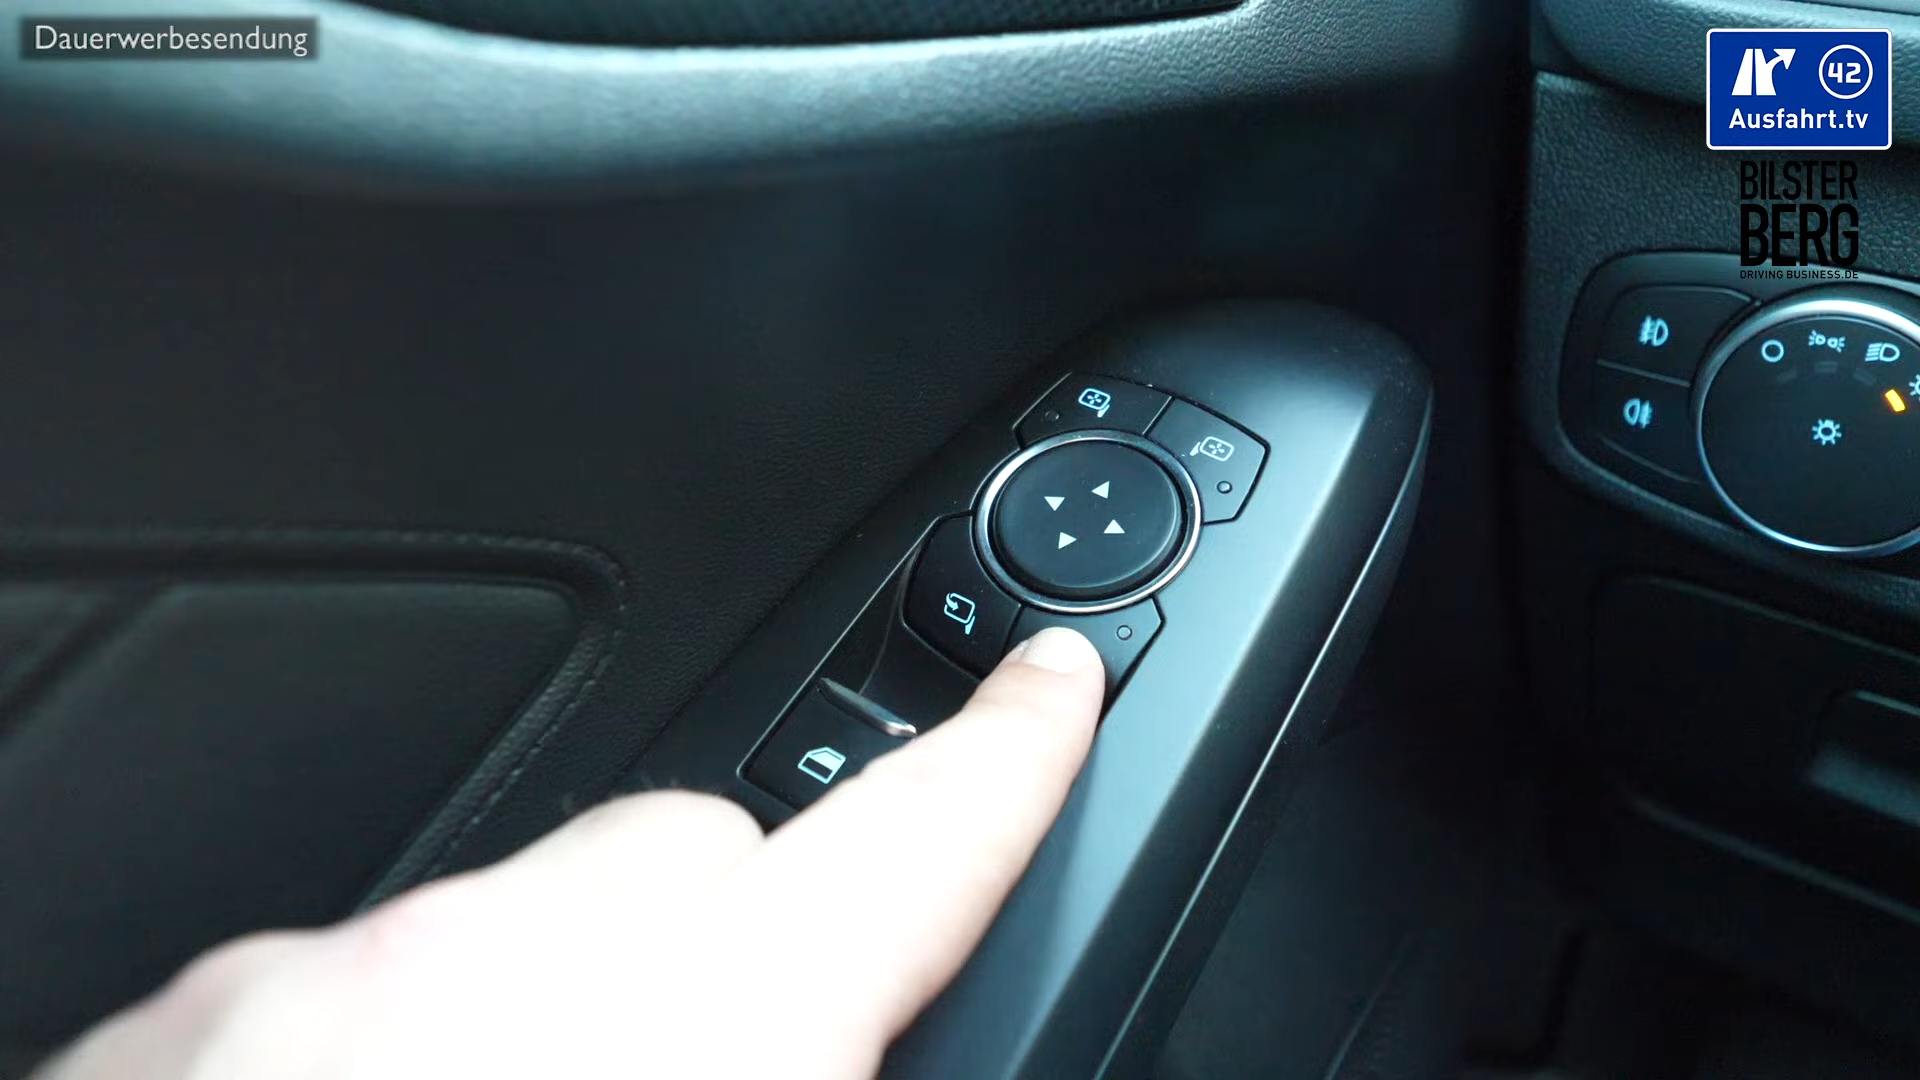 Dauerwerbesendung
42
Ausfahrt.tv
BILSTER
BERG
DRIVING BUSINESS.DE